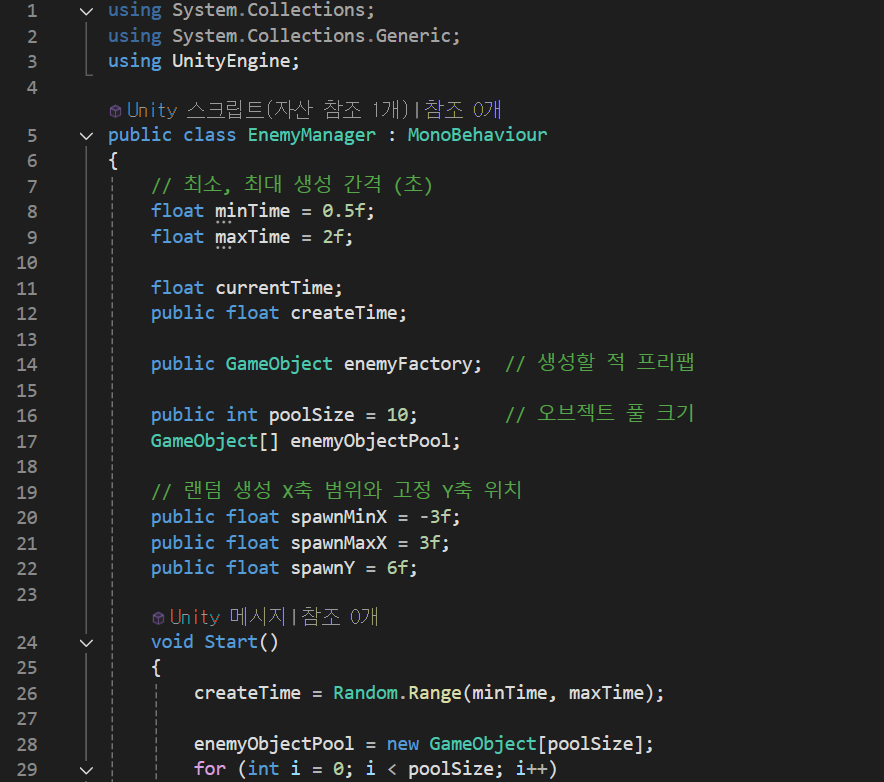 1 using System.Collections;
2 using System.Collections.Generic;
3 using UnityEngine;
4
Unity 스크립트(자산 참조 1개)|참조 0개
5 public class EnemyManager : MonoBehaviour
6 {
7 // 최소, 최대 생성 간격 (초)
8 float minTime = 0.5f;
9 float maxTime = 2f;
10
11 float currentTime;
12 public float createTime;
13
14 public GameObject enemyFactory; // 생성할 적 프리팹
15
16 public int poolSize = 10; // 오브젝트 풀 크기
17 GameObject[] enemyObjectPool;
18
19 // 랜덤 생성 X축 범위와 고정 Y축 위치
20 public float spawnMinX = -3f;
21 public float spawnMaxX = 3f;
22 public float spawnY = 6f;
23
Unity 메시지|참조 0개
24 void Start()
25 {
26 createTime = Random.Range(minTime, maxTime);
27
28 enemyObjectPool = new GameObject[poolSize];
29 for (int i = 0; i < poolSize; i++)